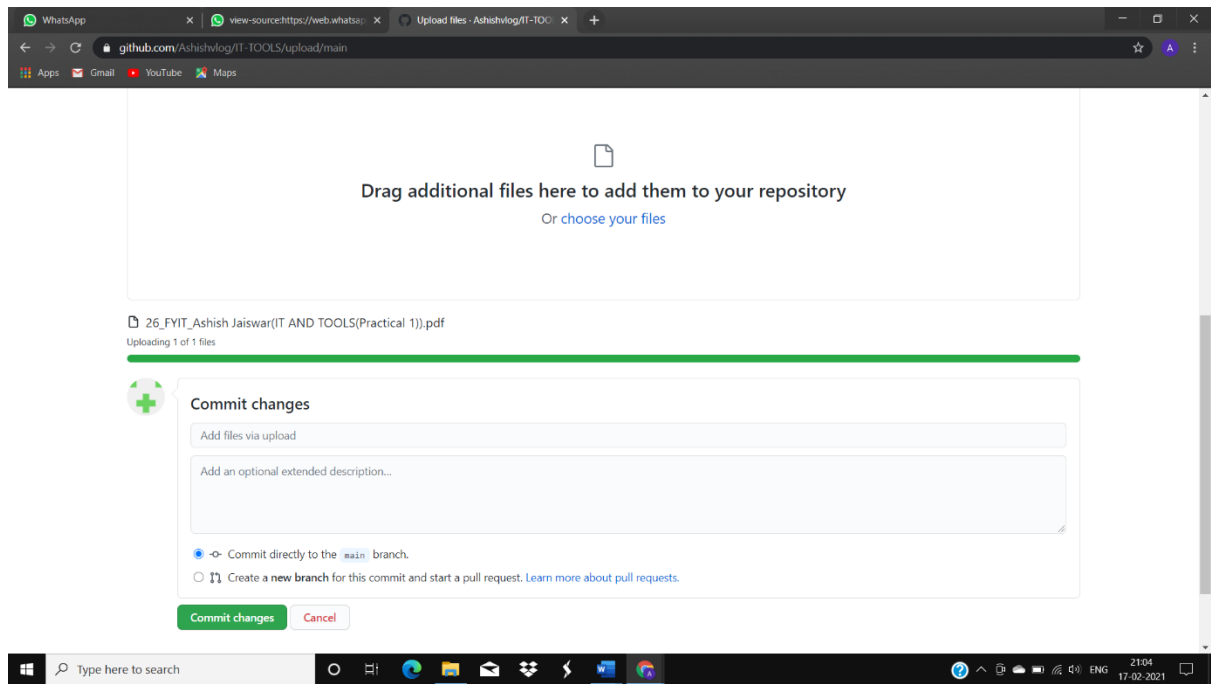 WhatsApp
view-source:https://web.whatsap
Upload files · Ashishvlog/IT-TOO
github.com/Ashishvlog/IT-TOOLS/upload/main
A
Apps
Gmail
YouTube
Maps
Drag additional files here to add them to your repository
Or choose your files
26_FYIT_Ashish Jaiswar(IT AND TOOLS(Practical 1)).pdf
Uploading 1 of 1 files
Commit changes
Add files via upload
Add an optional extended description...
Commit directly to the main branch.
Create a new branch for this commit and start a pull request. Learn more about pull requests.
Commit changes
Cancel
Type here to search
ENG
21:04
17-02-2021